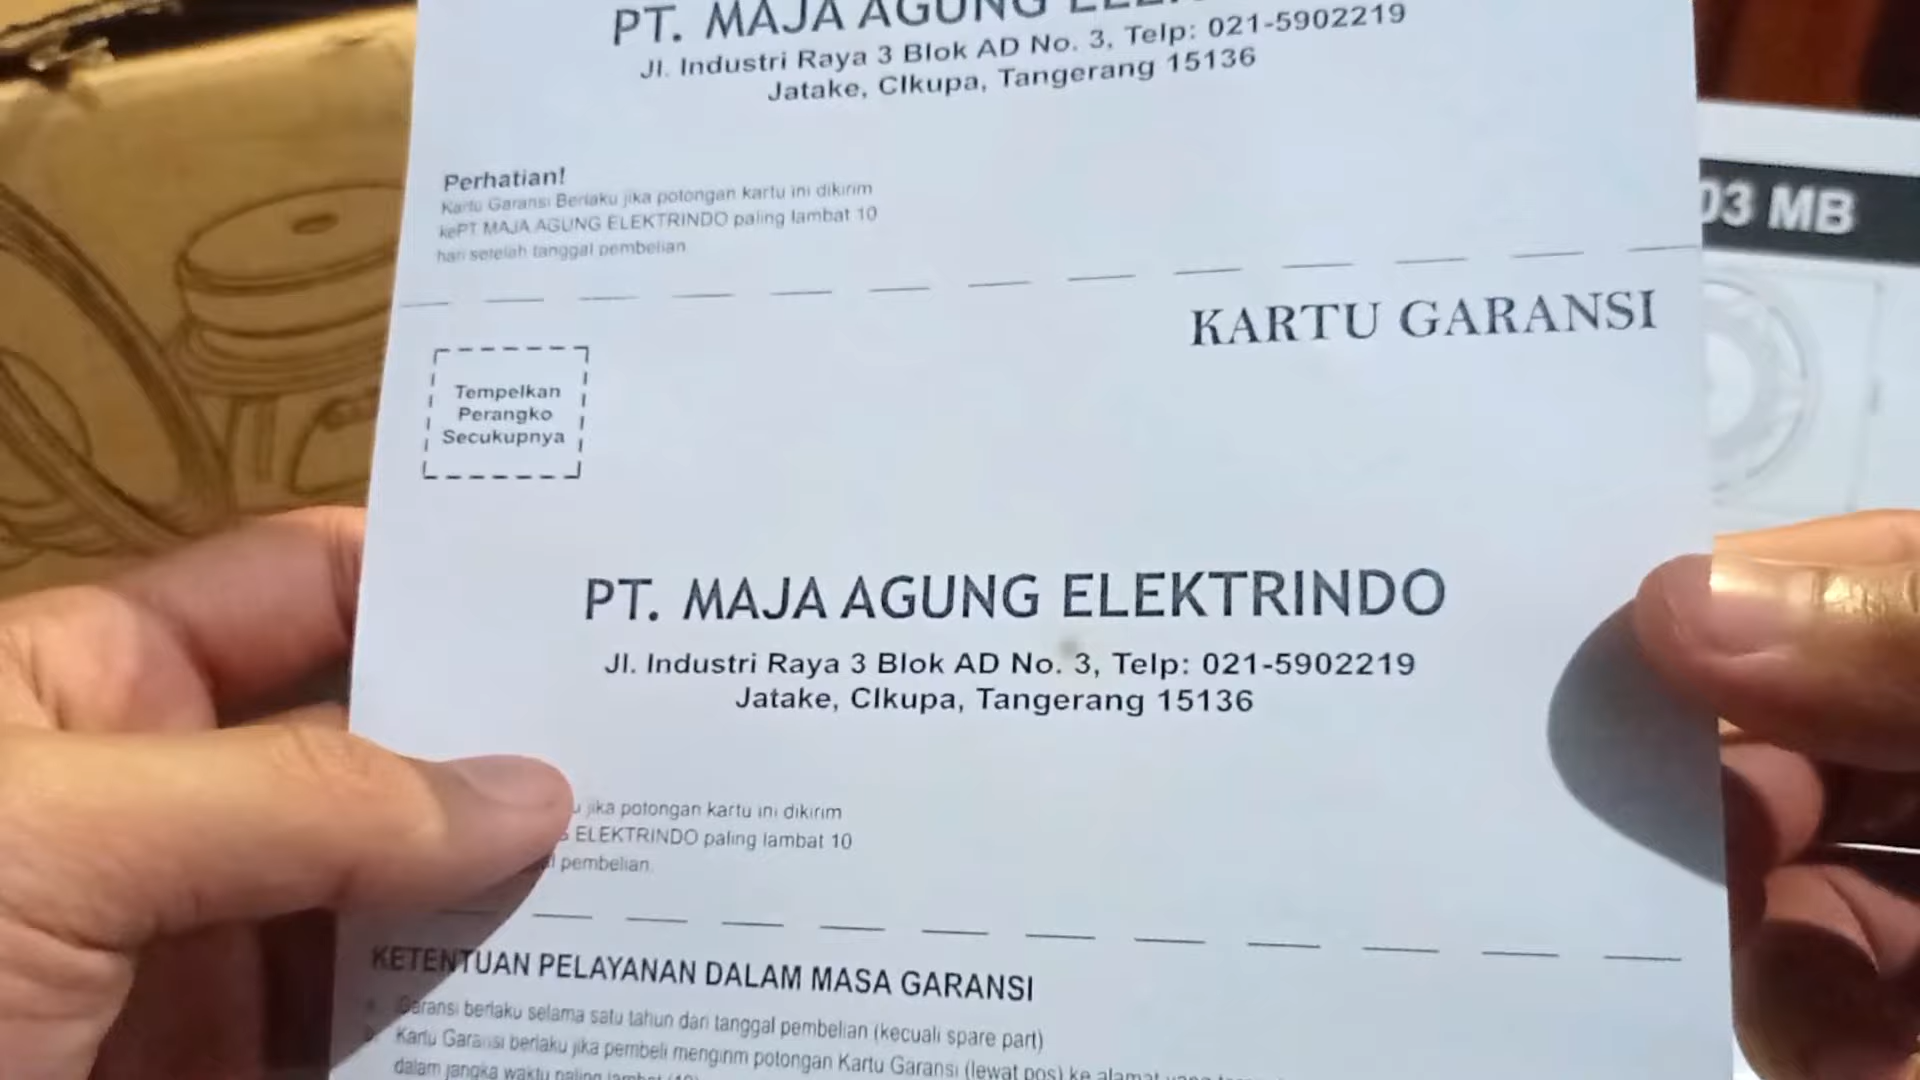 PT. MAJA AGUNG
Jl. Industri Raya 3 Blok AD No. 3, Telp: 021-5902219
Jatake, CIkupa, Tangerang 15136
Perhatian!
Kartu Garansi Berlaku jika potongan kartu ini dikirim
kePT MAJA AGUNG ELEKTRINDO paling lambat 10
hari setelah tanggal pembelian.
KARTU GARANSI
Tempelkan
Perangko
Secukupnya
03 MB
PT. MAJA AGUNG ELEKTRINDO
Jl. Industri Raya 3 Blok AD No. 3, Telp: 021-5902219
Jatake, CIkupa, Tangerang 15136
jika potongan kartu ini dikirim
ELEKTRINDO paling lambat 10
pembelian.
KETENTUAN PELAYANAN DALAM MASA GARANSI
Garansi berlaku selama satu tahun dari tanggal pembelian (kecuali spare part)
Kartu Garansi berlaku jika pembeli mengirim potongan Kartu Garansi (lewat pos) ke alamat
dalam jangka waktu paling lambat